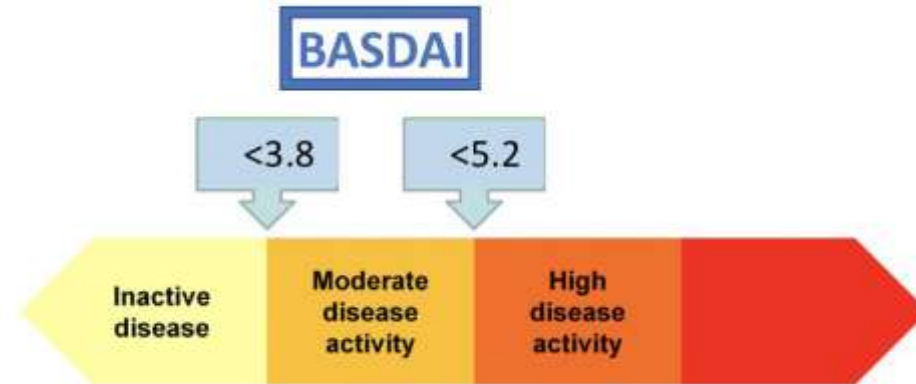 BASDAI
<3.8
<5.2
Inactive
disease
Moderate
disease
activity
High
disease
activity